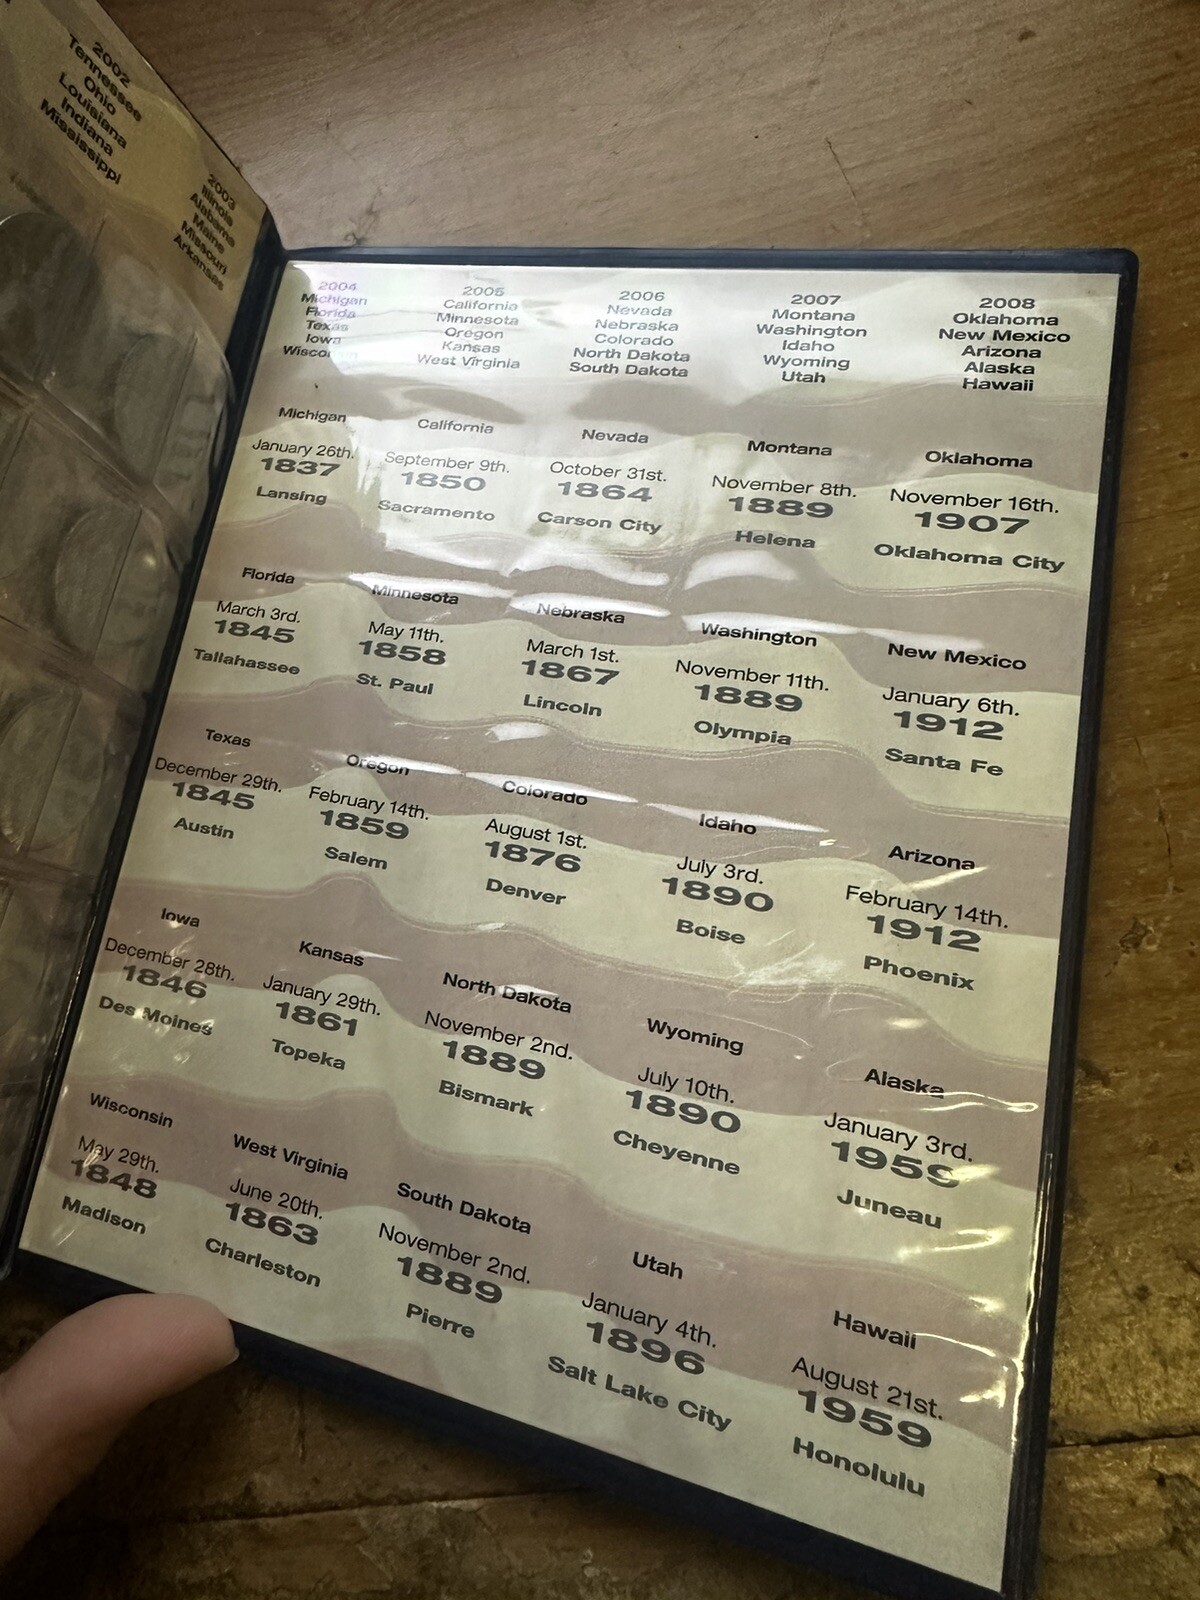 2002
Tennessee
Ohio
Louisiana
Indiana
Mississippi
2003
Illinois
Alabama
Maine
Missouri
Arkansas
2004
Michigan
Florida
Texas
Iowa
Wisconsin
2005
California
Minnesota
Oregon
Kansas
West Virginia
2006
Nevada
Nebraska
Colorado
North Dakota
South Dakota
2007
Montana
Washington
Idaho
Wyoming
Utah
2008
Oklahoma
New Mexico
Arizona
Alaska
Hawaii
Michigan
January 26th.
1837
Lansing
California
September 9th.
1850
Sacramento
Nevada
October 31st.
1864
Carson City
Montana
November 8th.
1889
Helena
Oklahoma
November 16th.
1907
Oklahoma City
Florida
March 3rd.
1845
Tallahassee
Minnesota
May 11th.
1858
St. Paul
Nebraska
March 1st.
1867
Lincoln
Washington
November 11th.
1889
Olympia
New Mexico
January 6th.
1912
Santa Fe
Texas
December 29th.
1845
Austin
Oregon
February 14th.
1859
Salem
Colorado
August 1st.
1876
Denver
Idaho
July 3rd.
1890
Boise
Arizona
February 14th.
1912
Phoenix
Iowa
December 28th.
1846
Des Moines
Kansas
January 29th.
1861
Topeka
North Dakota
November 2nd.
1889
Bismark
Wyoming
July 10th.
1890
Cheyenne
Alaska
January 3rd.
1959
Juneau
Wisconsin
May 29th.
1848
Madison
West Virginia
June 20th.
1863
Charleston
South Dakota
November 2nd.
1889
Pierre
Utah
January 4th.
1896
Salt Lake City
Hawaii
August 21st.
1959
Honolulu